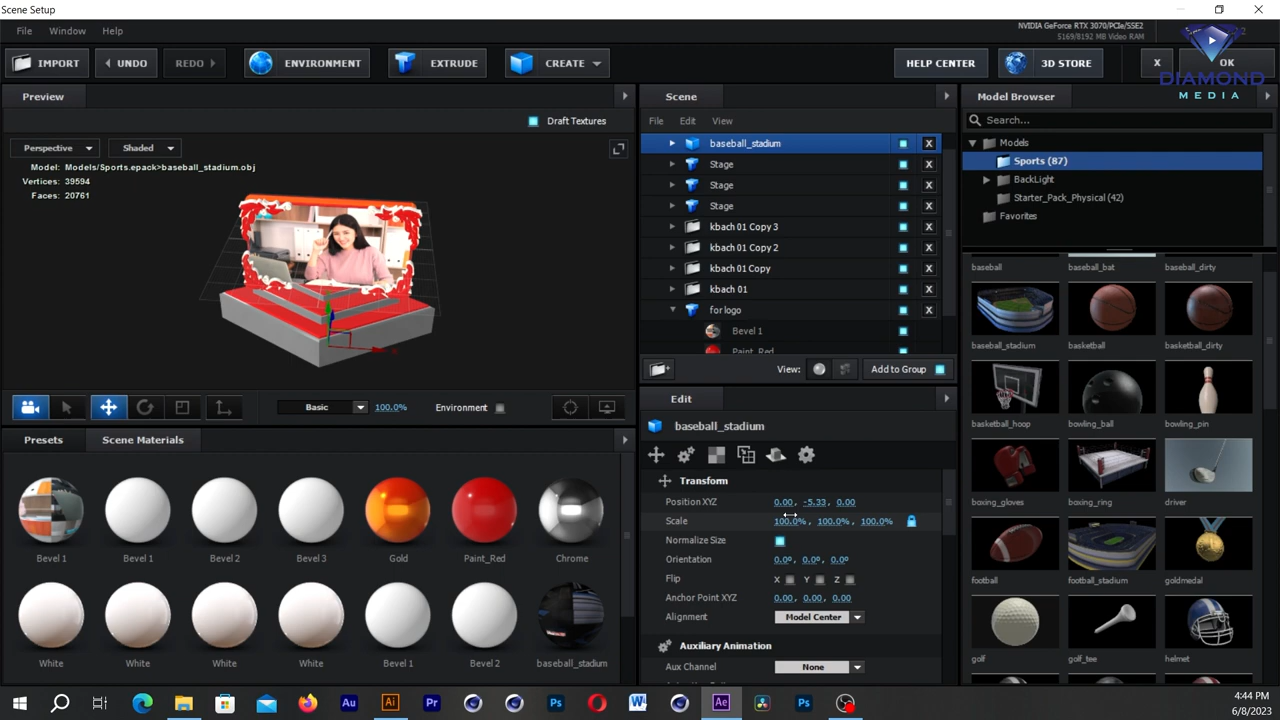 Scene Setup
File Window Help
NVIDIA GeForce RTX 3070/PCIe/SSE2
5169/8192 MB Video RAM
IMPORT UNDO REDO ENVIRONMENT EXTRUDE CREATE HELP CENTER 3D STORE X OK
DIAMOND
MEDIA
Preview
Draft Textures
Perspective Shaded
Model: Models/Sports.epack>baseball_stadium.obj
Vertices: 39594
Faces: 20761
Basic 100.0% Environment
Presets Scene Materials
Bevel 1 Bevel 1 Bevel 2 Bevel 3 Gold Paint_Red Chrome
White White White White Bevel 1 Bevel 2 baseball_stadium
Scene
File Edit View
baseball_stadium X
Stage X
Stage X
Stage X
kbach 01 Copy 3 X
kbach 01 Copy 2 X
kbach 01 Copy X
kbach 01 X
for logo X
Bevel 1
Paint_Red
View: Add to Group
Edit
baseball_stadium
Transform
Position XYZ 0.00, -5.33, 0.00
Scale 100.0%, 100.0%, 100.0%
Normalize Size
Orientation 0.0°, 0.0°, 0.0°
Flip X Y Z
Anchor Point XYZ 0.00, 0.00, 0.00
Alignment Model Center
Auxiliary Animation
Aux Channel None
Model Browser
Search...
Models
Sports (87)
BackLight
Starter_Pack_Physical (42)
Favorites
baseball baseball_bat baseball_dirty
baseball_stadium basketball basketball_dirty
basketball_hoop bowling_ball bowling_pin
boxing_gloves boxing_ring driver
football football_stadium goldmedal
golf golf_tee helmet
Au Ai Pr Ps W Ae Ps
4:44 PM
6/8/2023